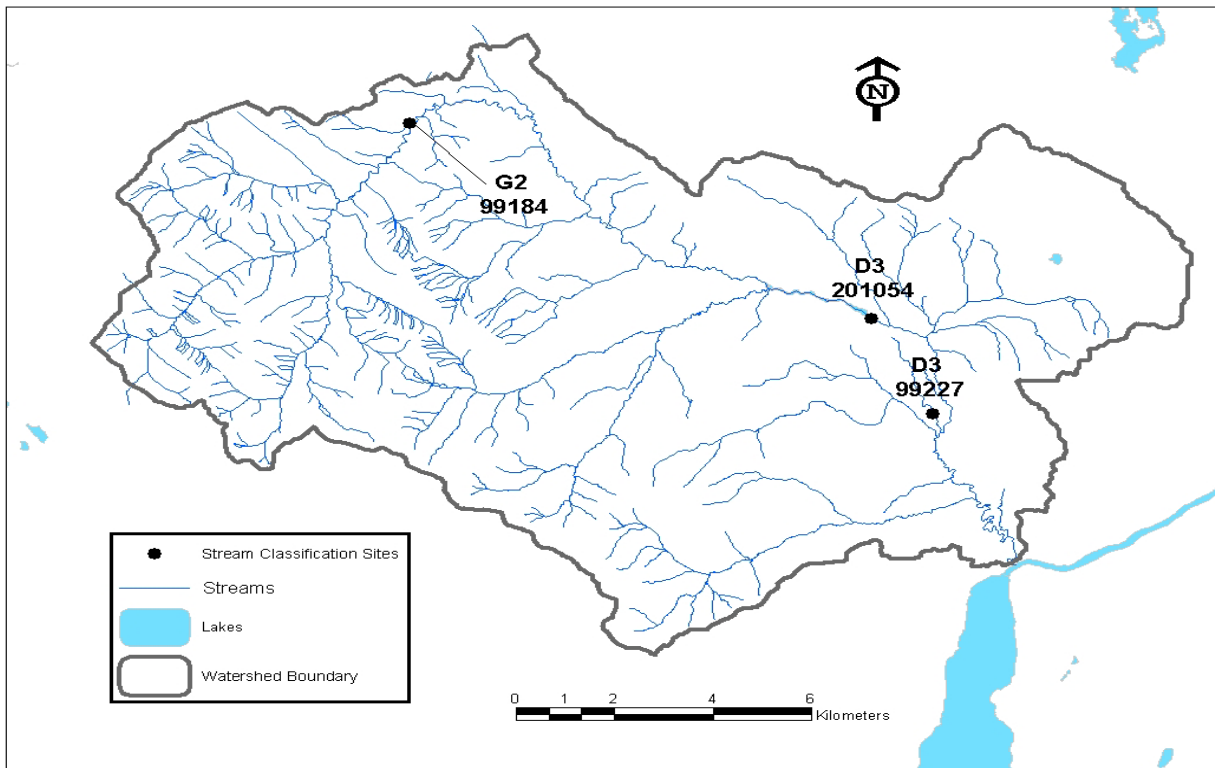 N
G2
99184
D3
201054
D3
99227
Stream Classification Sites
Streams
Lakes
Watershed Boundary
0 1 2 4 6
Kilometers